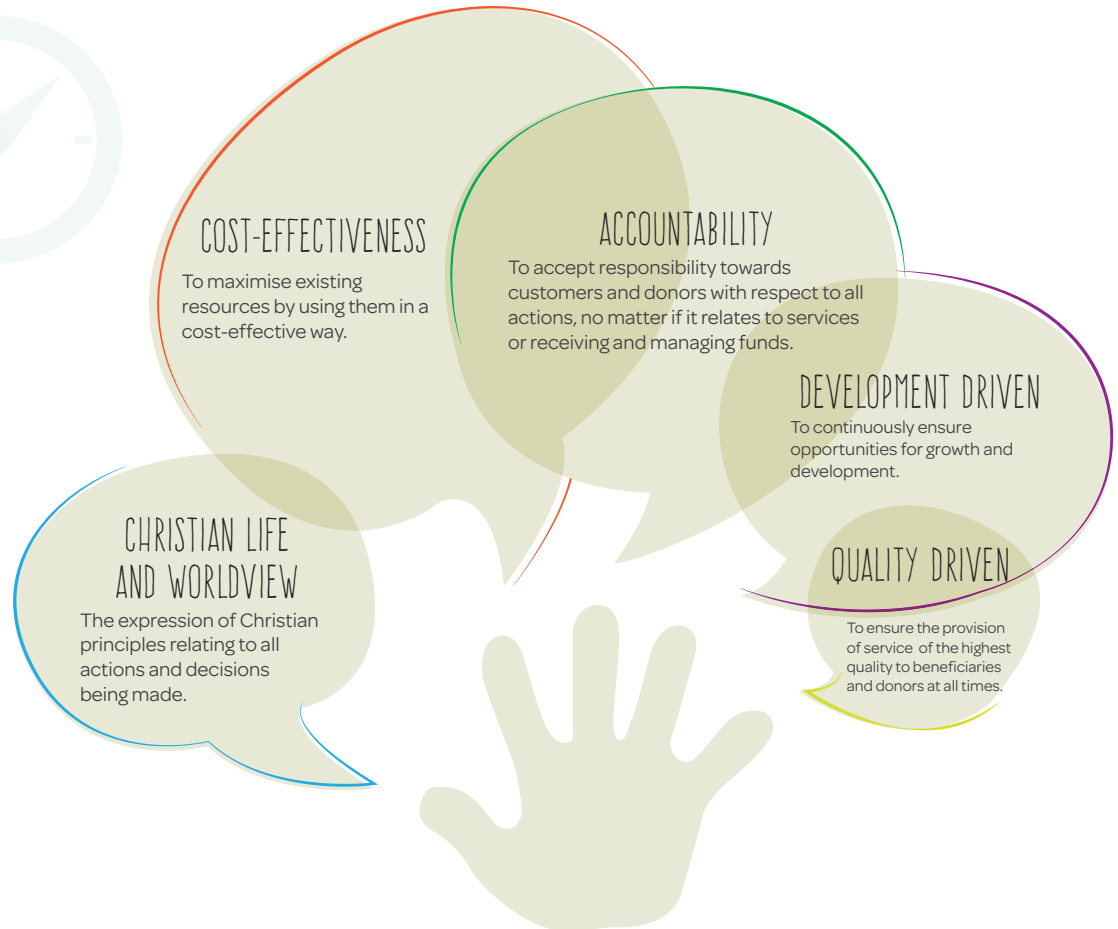 COST-EFFECTIVENESS
To maximise existing
resources by using them in a
cost-effective way.
ACCOUNTABILITY
To accept responsibility towards
customers and donors with respect to all
actions, no matter if it relates to services
or receiving and managing funds.
DEVELOPMENT DRIVEN
To continuously ensure
opportunities for growth and
development.
CHRISTIAN LIFE
AND WORLDVIEW
The expression of Christian
principles relating to all
actions and decisions
being made.
QUALITY DRIVEN
To ensure the provision
of service of the highest
quality to beneficiaries
and donors at all times.